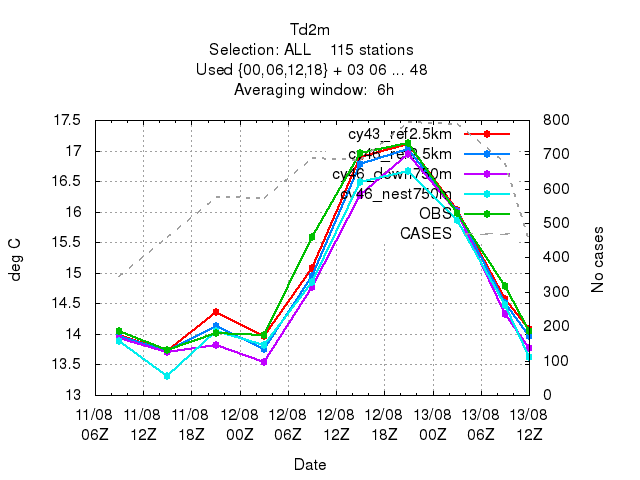 Td2m
Selection: ALL 115 stations
Used {00,06,12,18} + 03 06 ... 48
Averaging window: 6h
17.5
17
16.5
16
15.5
15
14.5
14
13.5
13
deg C
800
700
600
500
400
300
200
100
0
No cases
cy43_ref2.5km
cy46_ref2.5km
cy46_down750m
cy46_nest750m
OBS
CASES
11/08 11/08 11/08 12/08 12/08 12/08 12/08 13/08 13/08 13/08
06Z 12Z 18Z 00Z 06Z 12Z 18Z 00Z 06Z 12Z
Date